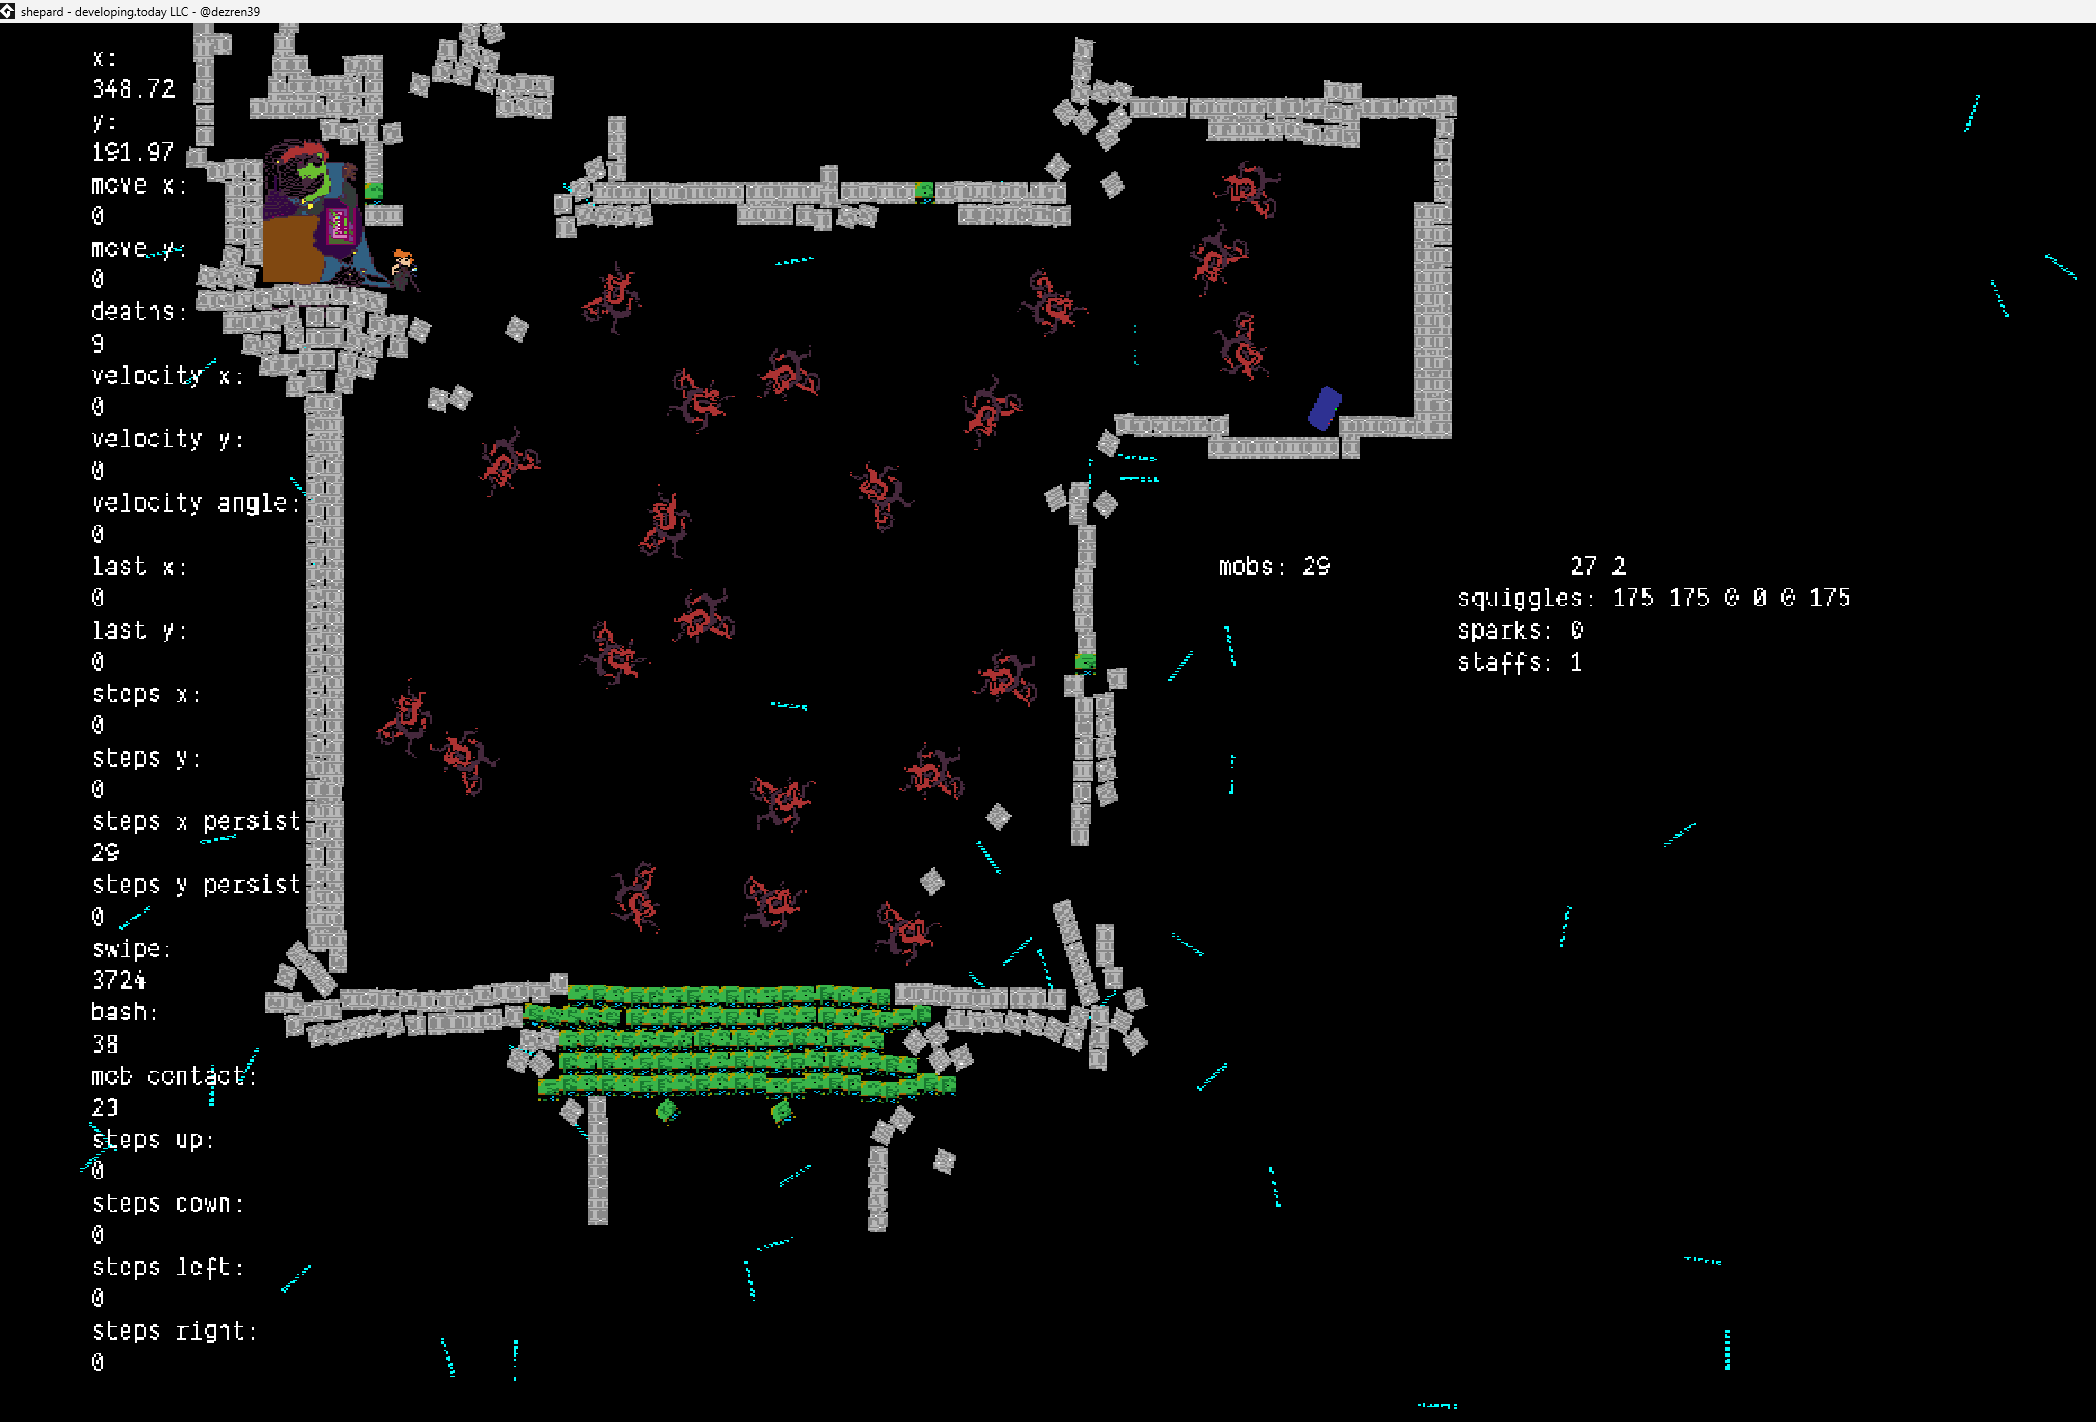 shepard - developing.today LLC - @dezren39
x:
348.72
y:
191.97
move x:
0
move y:
0
deaths:
9
velocity x:
0
velocity y:
0
velocity angle:
0
last x:
0
last y:
0
steps x:
0
steps y:
0
steps x persist
29
steps y persist
0
swipe:
3724
bash:
38
mob contact:
23
steps up:
0
steps down:
0
steps left:
0
steps right:
0
mobs: 29 27 2
squiggles: 175 175 @ 0 @ 175
sparks: 0
staffs: 1